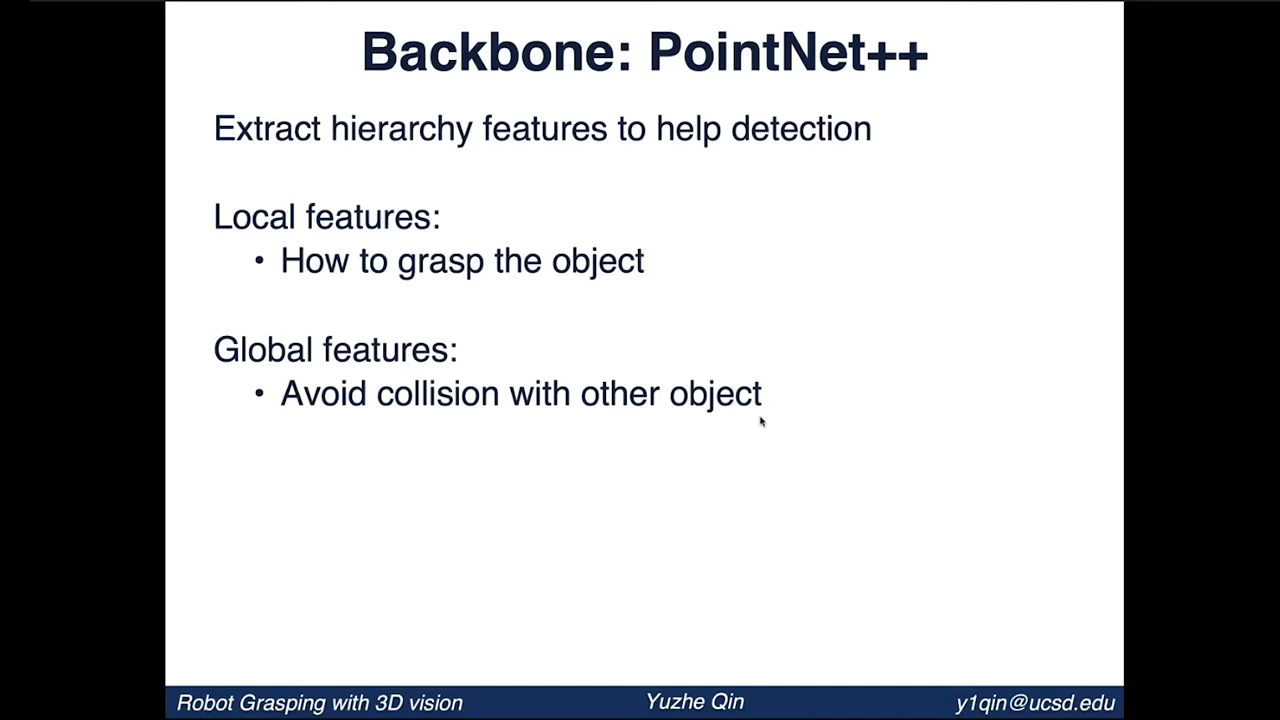 Backbone: PointNet++
Extract hierarchy features to help detection
Local features:
• How to grasp the object
Global features:
• Avoid collision with other object
Robot Grasping with 3D vision
Yuzhe Qin
y1qin@ucsd.edu